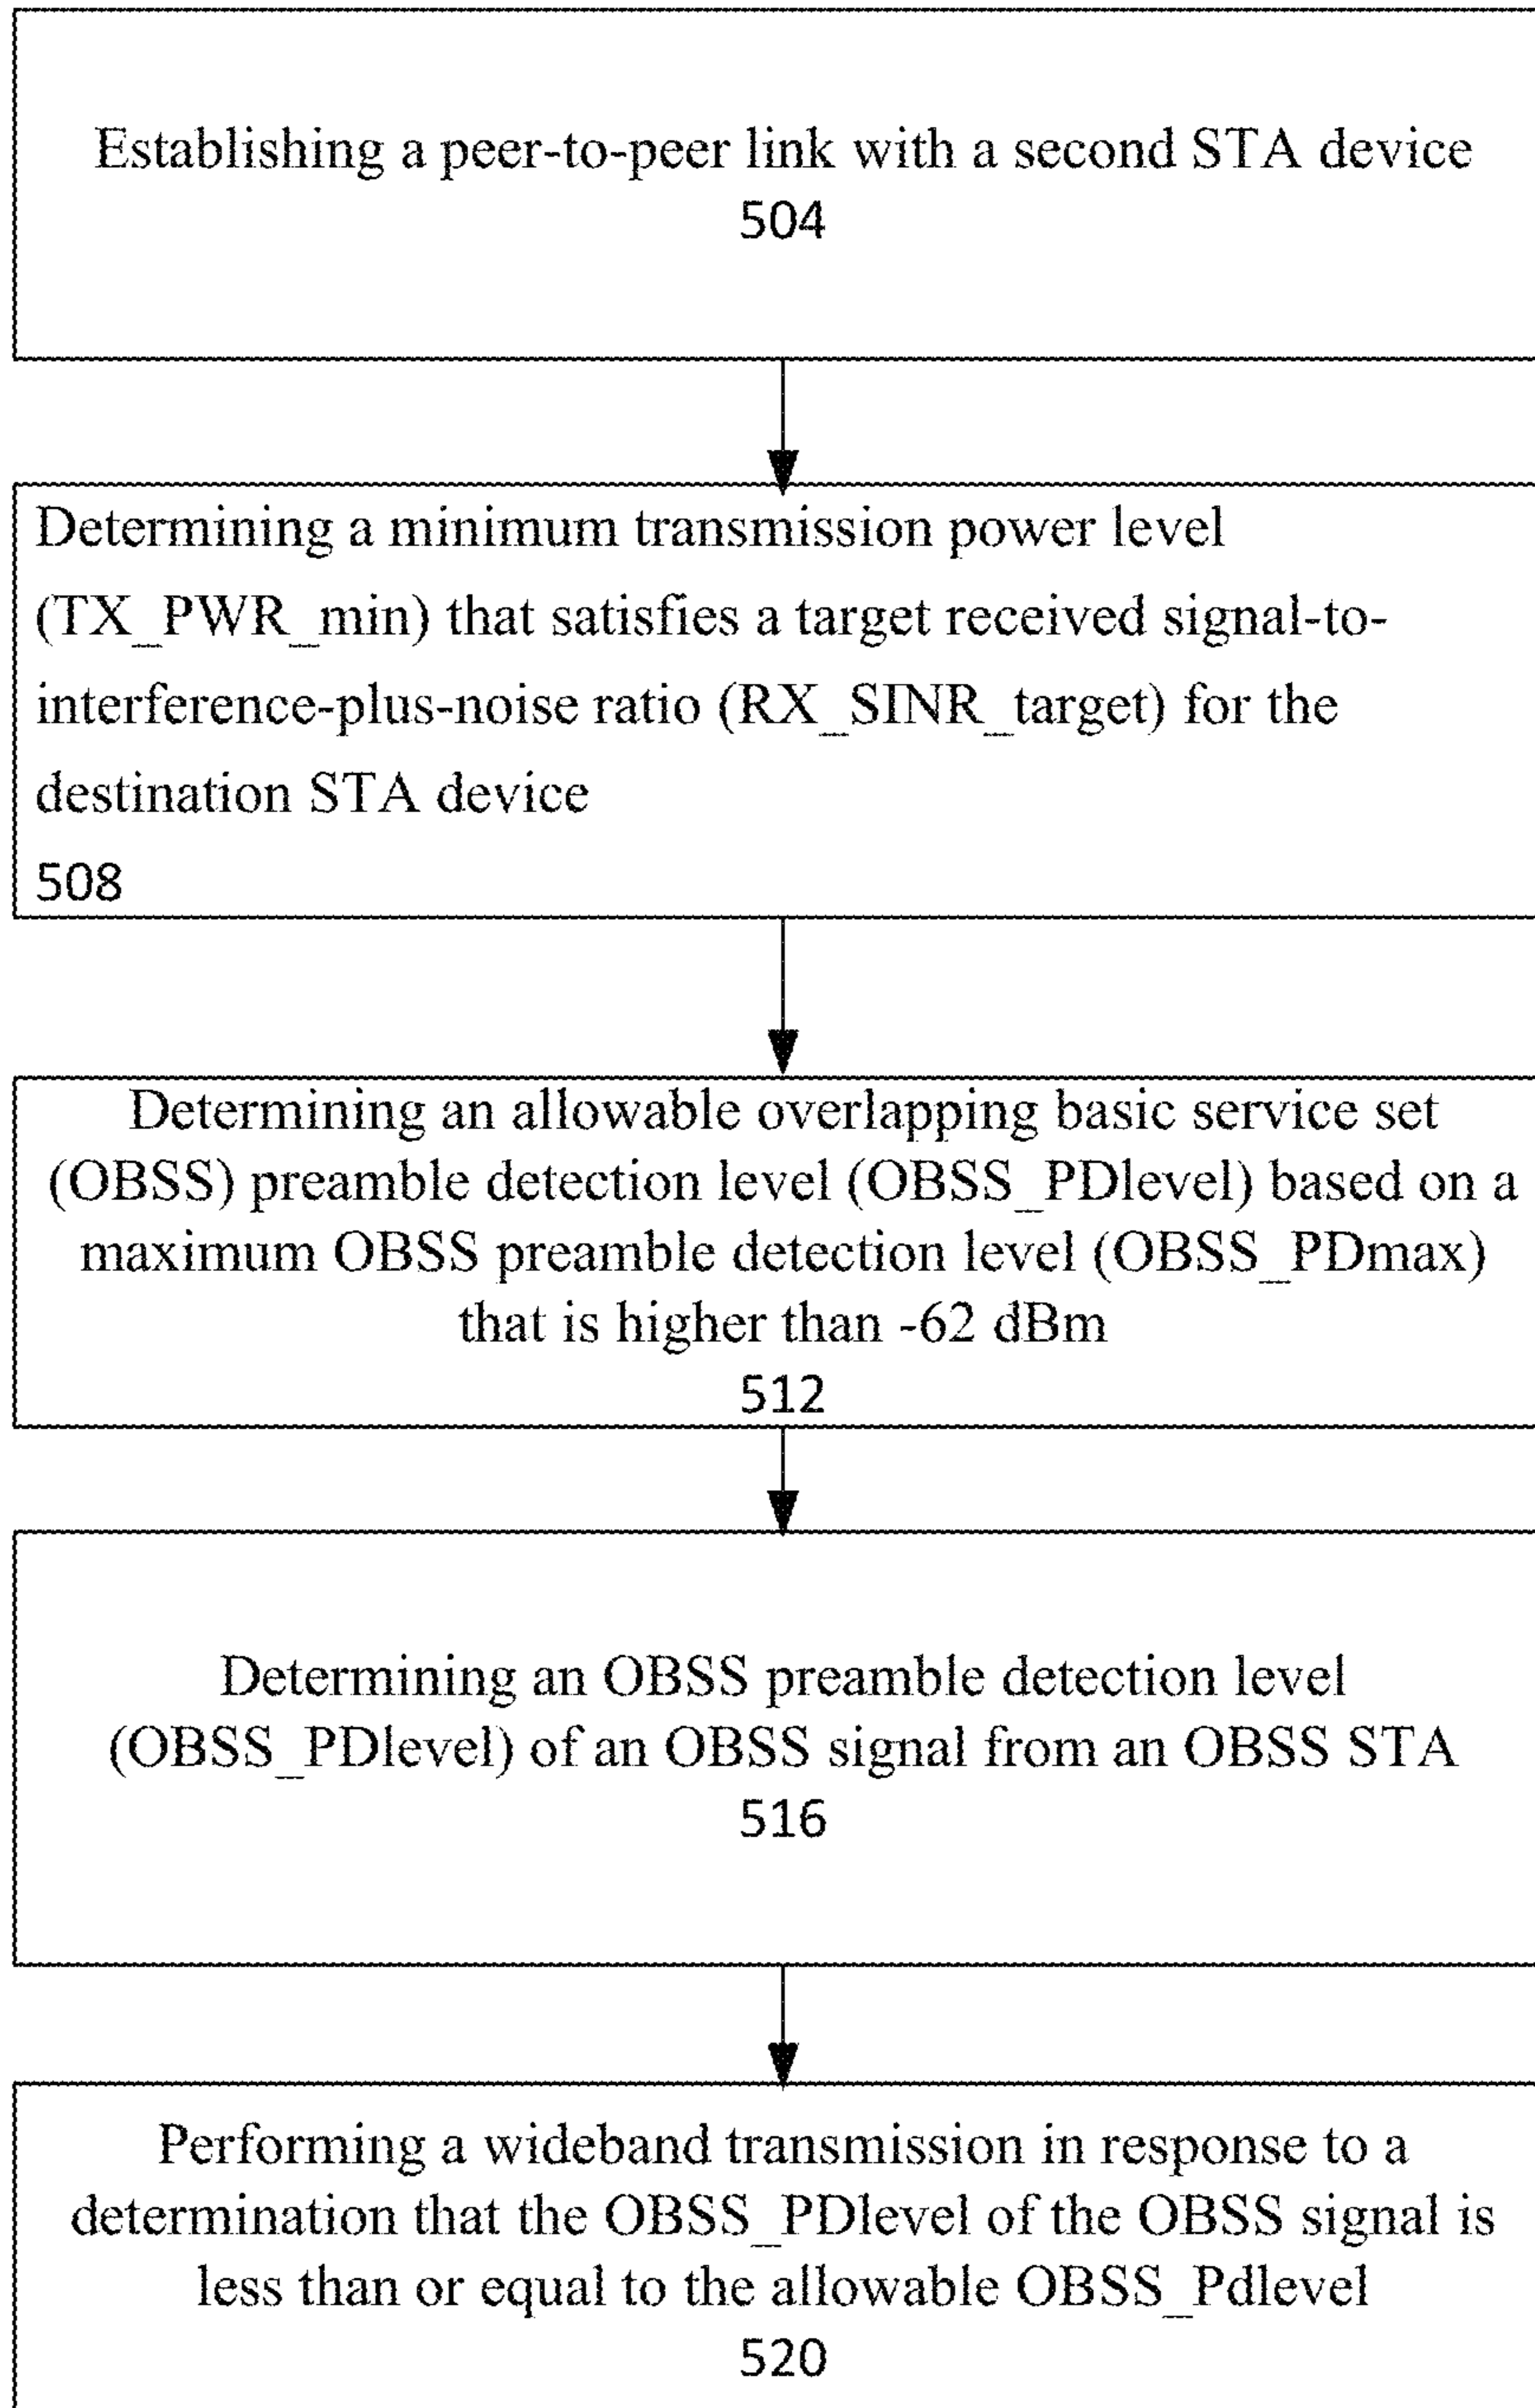 Establishing a peer-to-peer link with a second STA device
504
Determining a minimum transmission power level
(TX_PWR_min) that satisfies a target received signal-to-
interference-plus-noise ratio (RX_SINR_target) for the
destination STA device
508
Determining an allowable overlapping basic service set
(OBSS) preamble detection level (OBSS_PDlevel) based on a
maximum OBSS preamble detection level (OBSS_PDmax)
that is higher than -62 dBm
512
Determining an OBSS preamble detection level
(OBSS_PDlevel) of an OBSS signal from an OBSS STA
516
Performing a wideband transmission in response to a
determination that the OBSS_PDlevel of the OBSS signal is
less than or equal to the allowable OBSS_Pdlevel
520